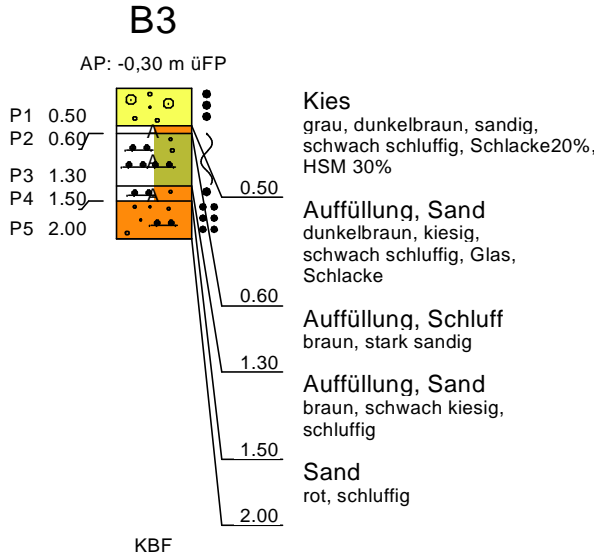 B3
AP: -0,30 m üFP
P1 0.50
P2 0.60
P3 1.30
P4 1.50
P5 2.00
A
A
A
Kies
grau, dunkelbraun, sandig,
schwach schluffig, Schlacke20%,
HSM 30%
0.50
Auffüllung, Sand
dunkelbraun, kiesig,
schwach schluffig, Glas,
Schlacke
0.60
Auffüllung, Schluff
braun, stark sandig
1.30
Auffüllung, Sand
braun, schwach kiesig,
schluffig
1.50
Sand
rot, schluffig
2.00
KBF